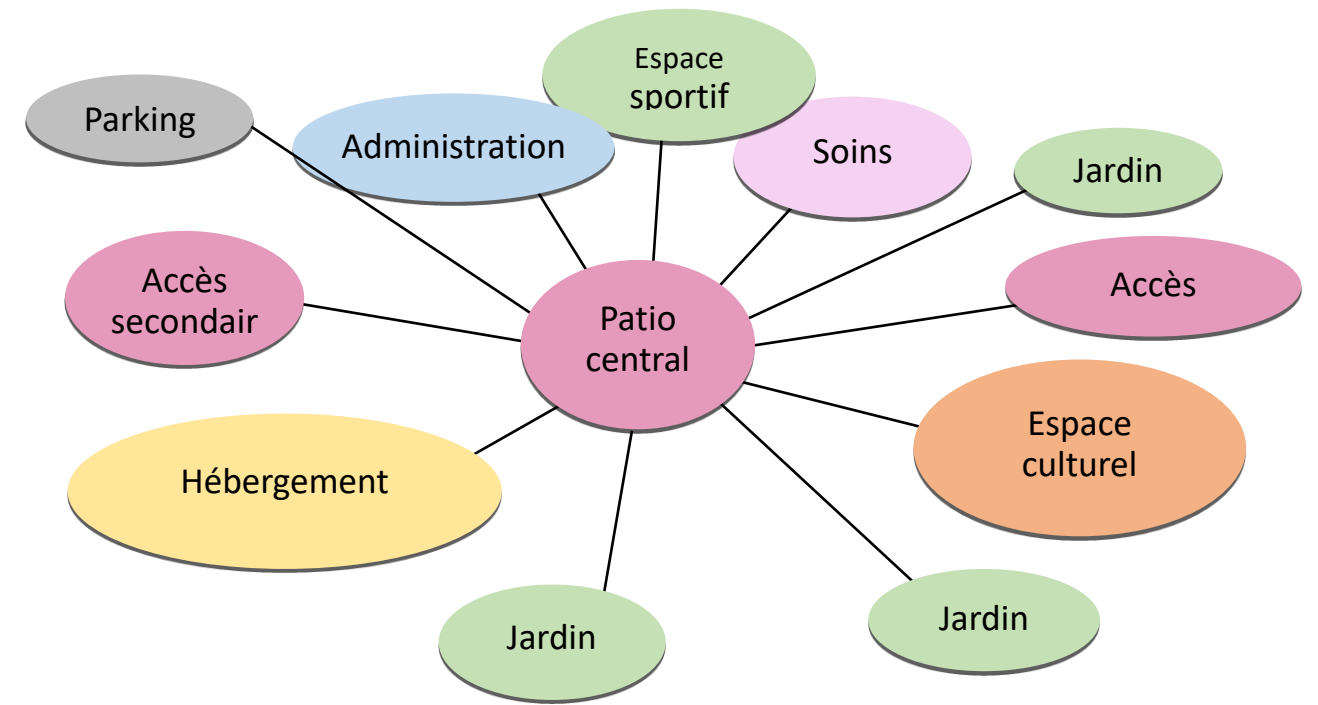 Espace
sportif
Parking
Administration
Soins
Jardin
Accès
secondair
Patio
central
Accès
Hébergement
Espace
culturel
Jardin
Jardin